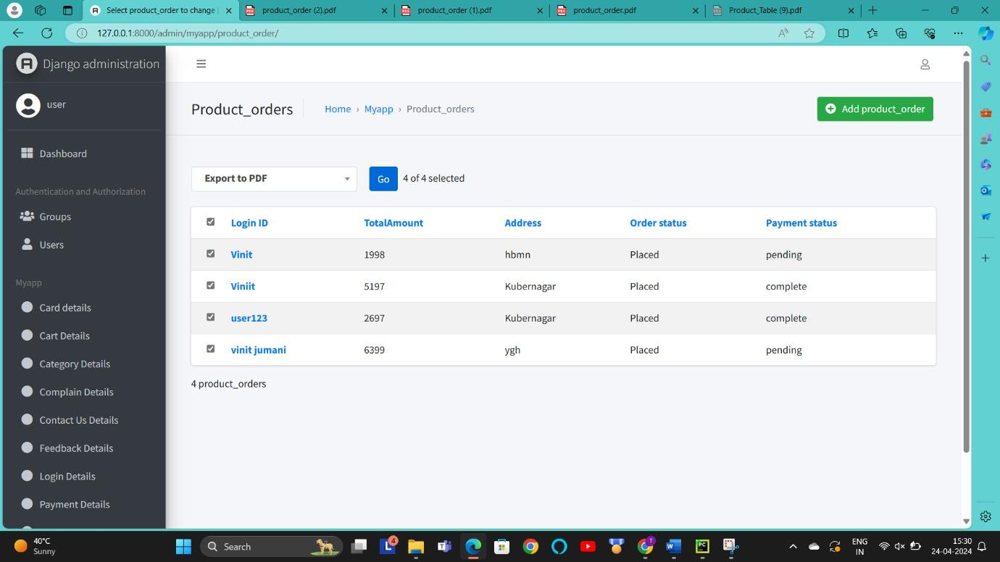 Select product_order to change
product_order (2).pdf
product_order (1).pdf
product_order.pdf
Product_Table (9).pdf
127.0.0.1:8000/admin/myapp/product_order/
Django administration
user
Dashboard
Authentication and Authorization
Groups
Users
Myapp
Card details
Cart Details
Category Details
Complain Details
Contact Us Details
Feedback Details
Login Details
Payment Details
Product_orders
Home › Myapp › Product_orders
Add product_order
Export to PDF
Go
4 of 4 selected
Login ID TotalAmount Address Order status Payment status
Vinit 1998 hbmn Placed pending
Viniit 5197 Kubernagar Placed complete
user123 2697 Kubernagar Placed complete
vinit jumani 6399 ygh Placed pending
4 product_orders
40°C
Sunny
Search
4
T
ENG
IN
15:30
24-04-2024